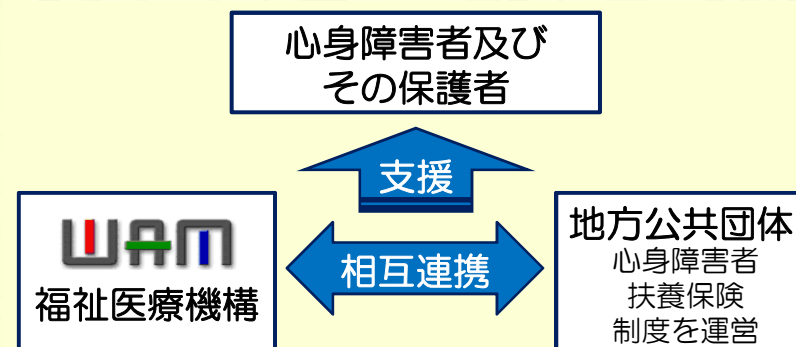 心身障害者及び
その保護者
支援
WAM
福祉医療機構
相互連携
地方公共団体
心身障害者
扶養保険
制度を運営